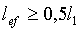 l_ef ≥ 0,5l_1